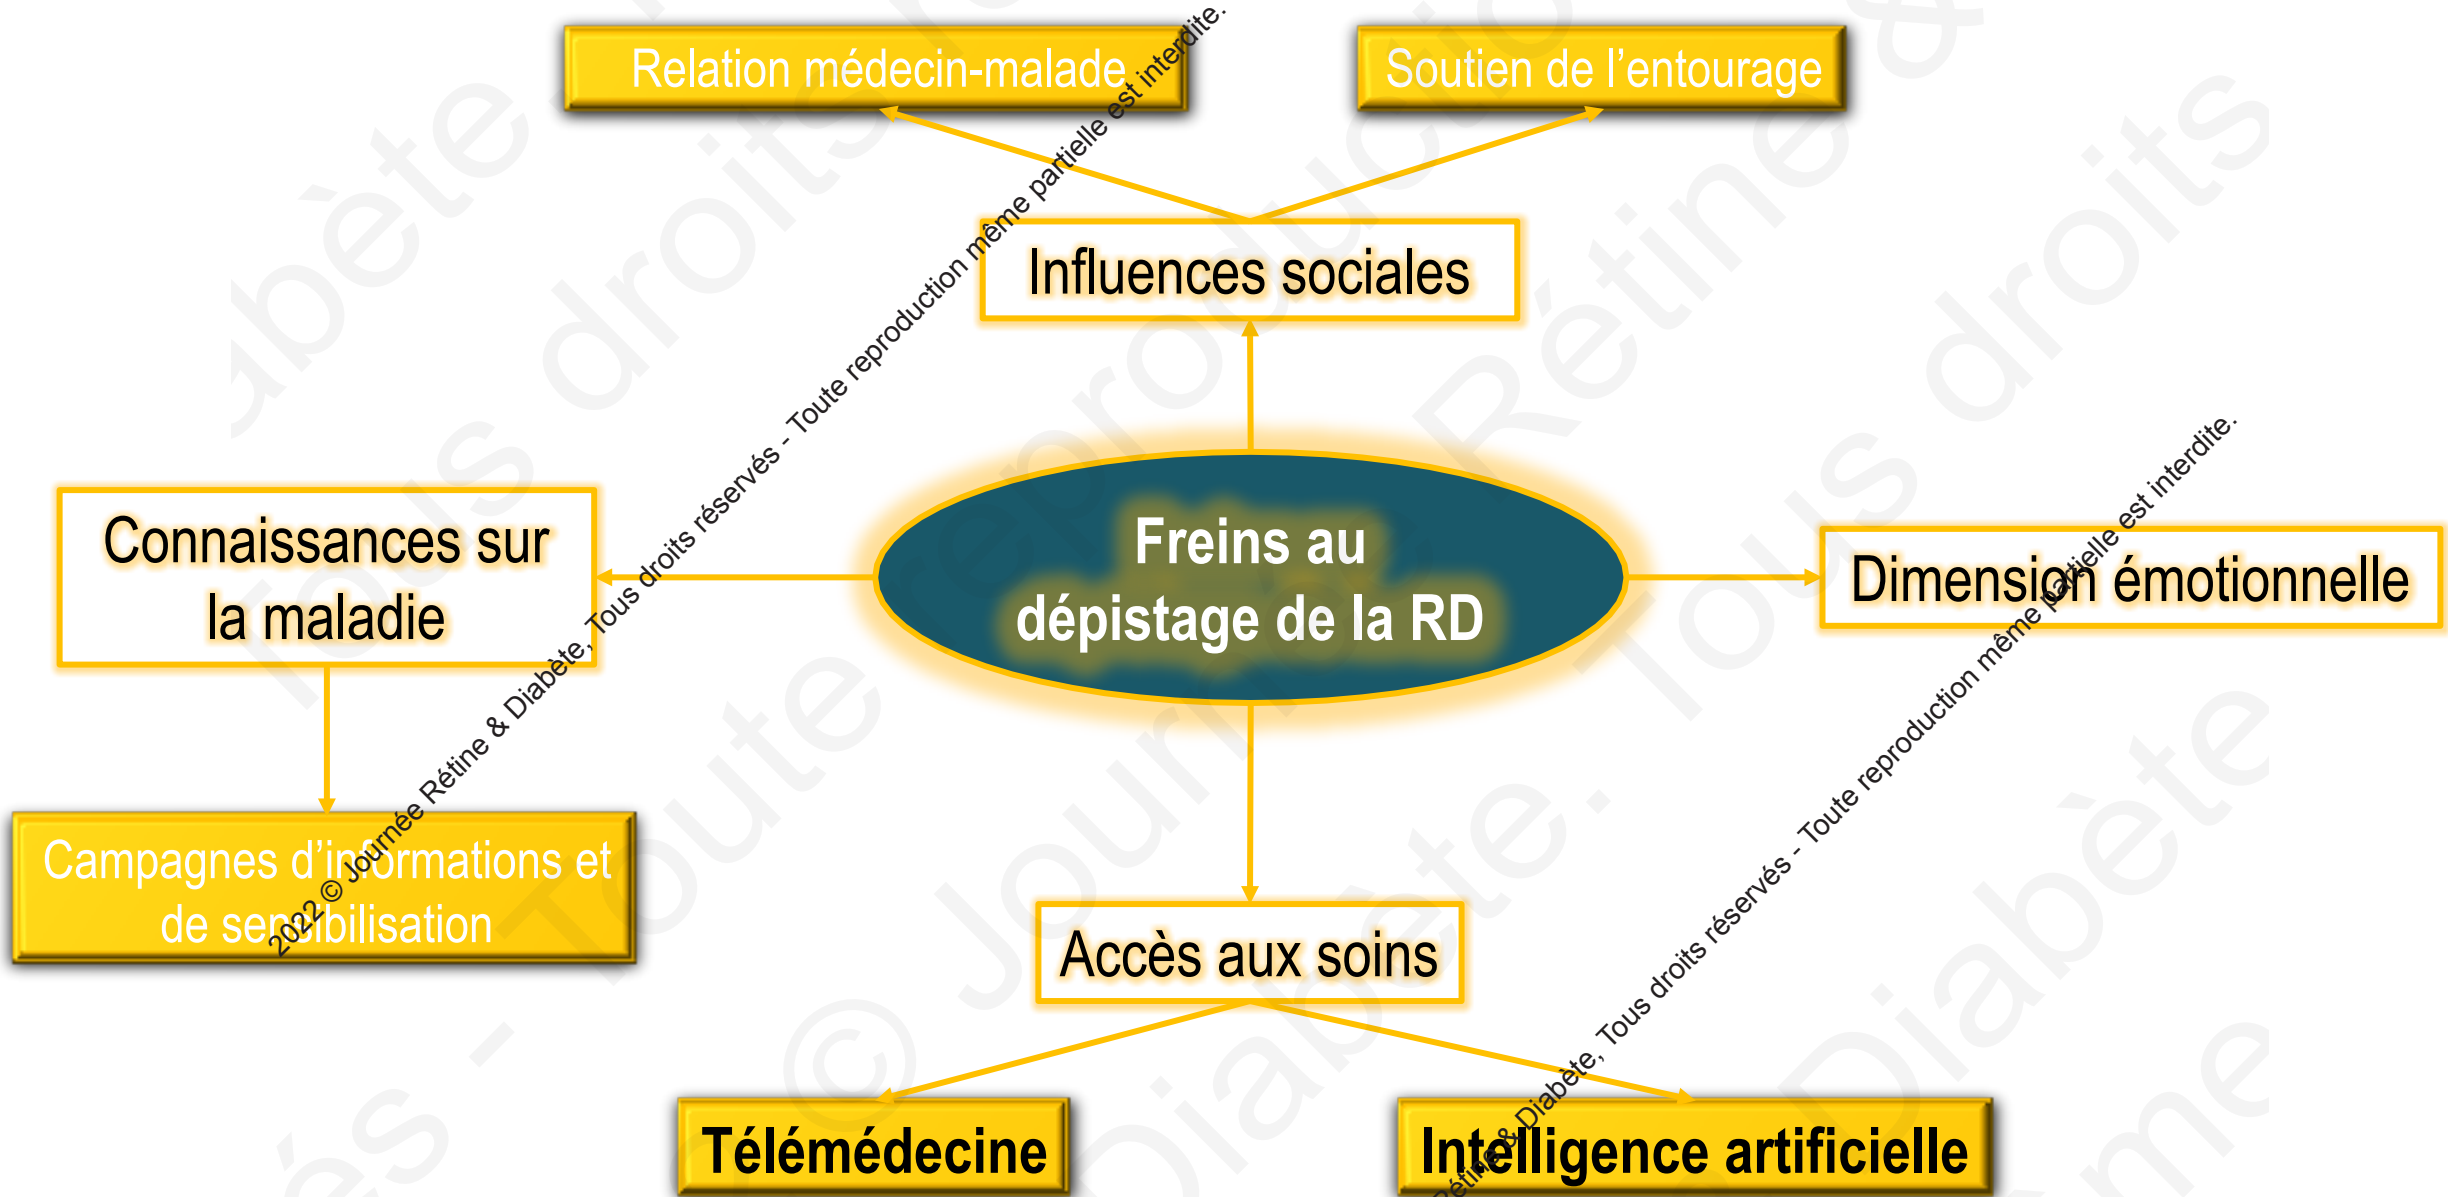 Relation médecin-malade
Soutien de l’entourage
Influences sociales
Connaissances sur
la maladie
Freins au
dépistage de la RD
Dimension émotionnelle
Campagnes d’informations et
de sensibilisation
Accès aux soins
Télémédecine
Intelligence artificielle
2022 © Journée Rétine & Diabète, Tous droits réservés - Toute reproduction même partielle est interdite.
Rétine & Diabète, Tous droits réservés - Toute reproduction même partielle est interdite.